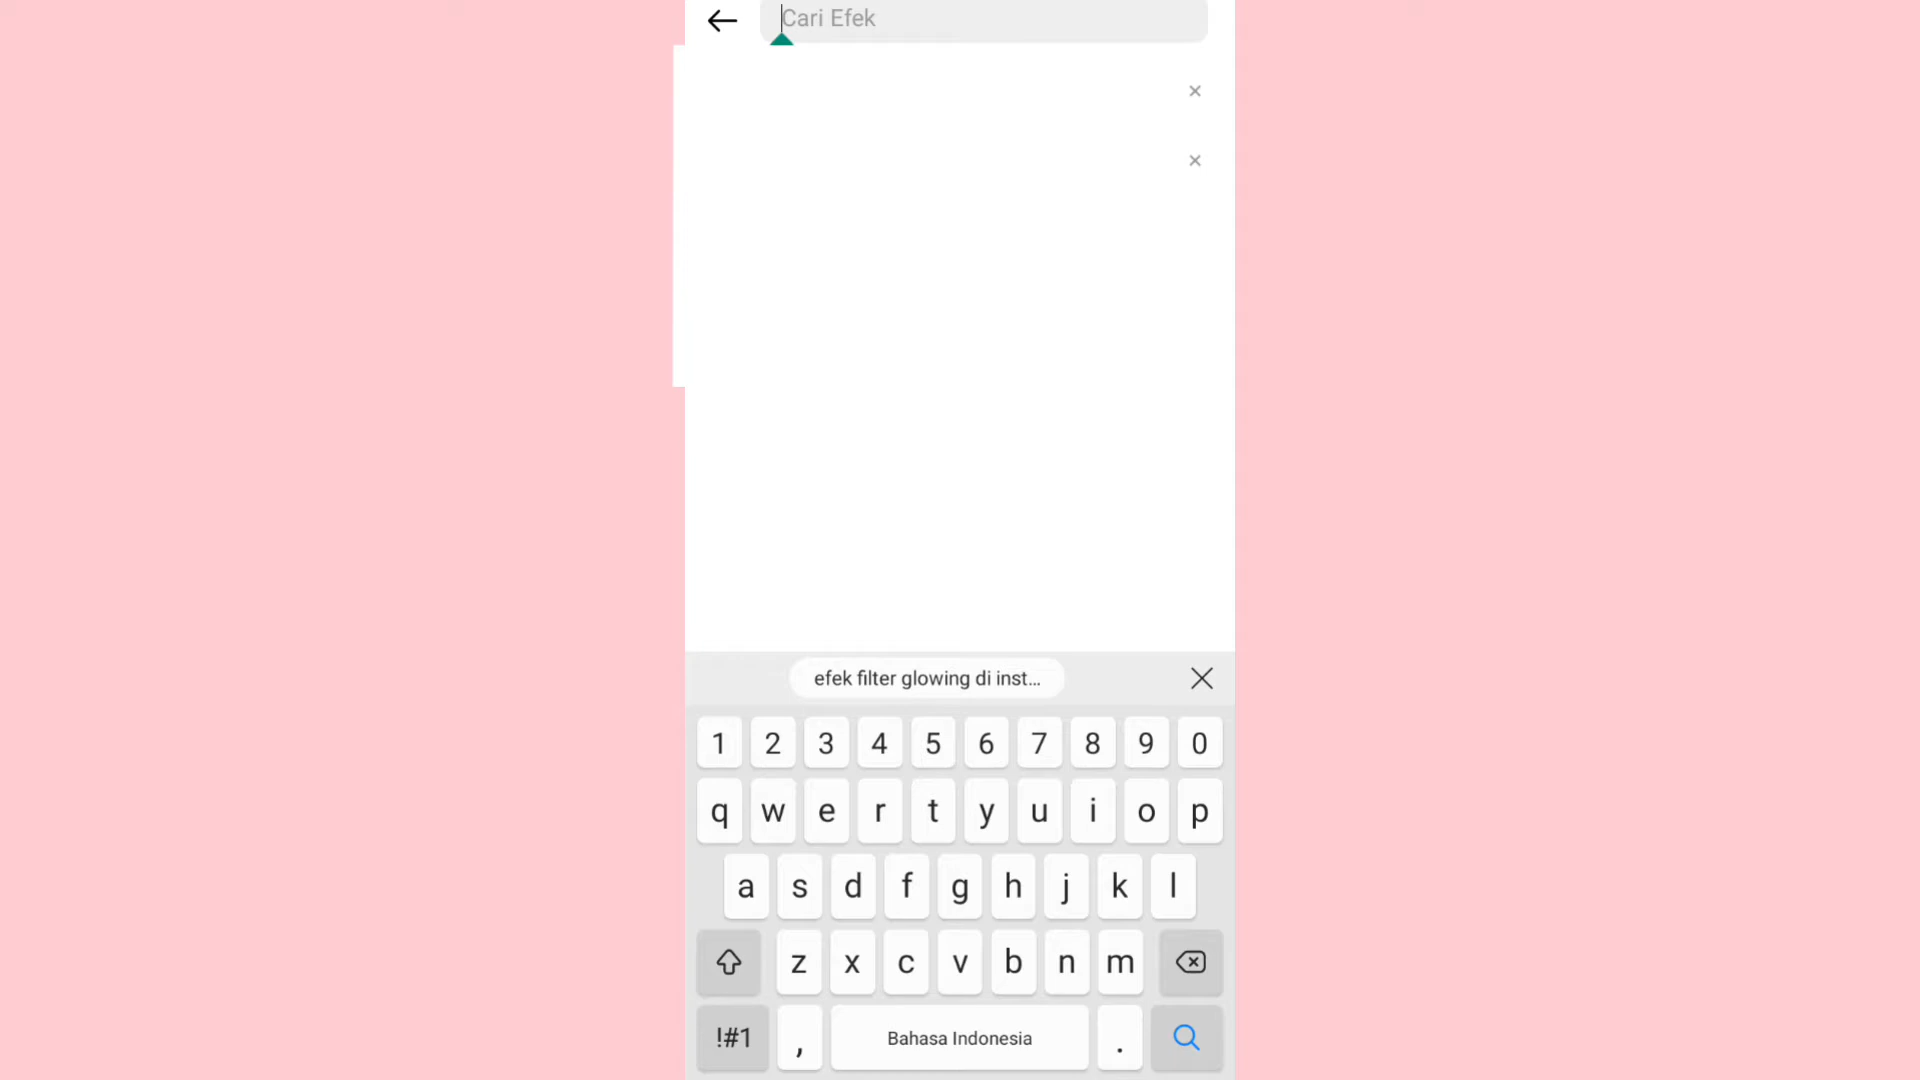 Cari Efek
efek filter glowing di inst...
1 2 3 4 5 6 7 8 9 0
q w e r t y u i o p
a s d f g h j k l
z x c v b n m
!#1 , Bahasa Indonesia .